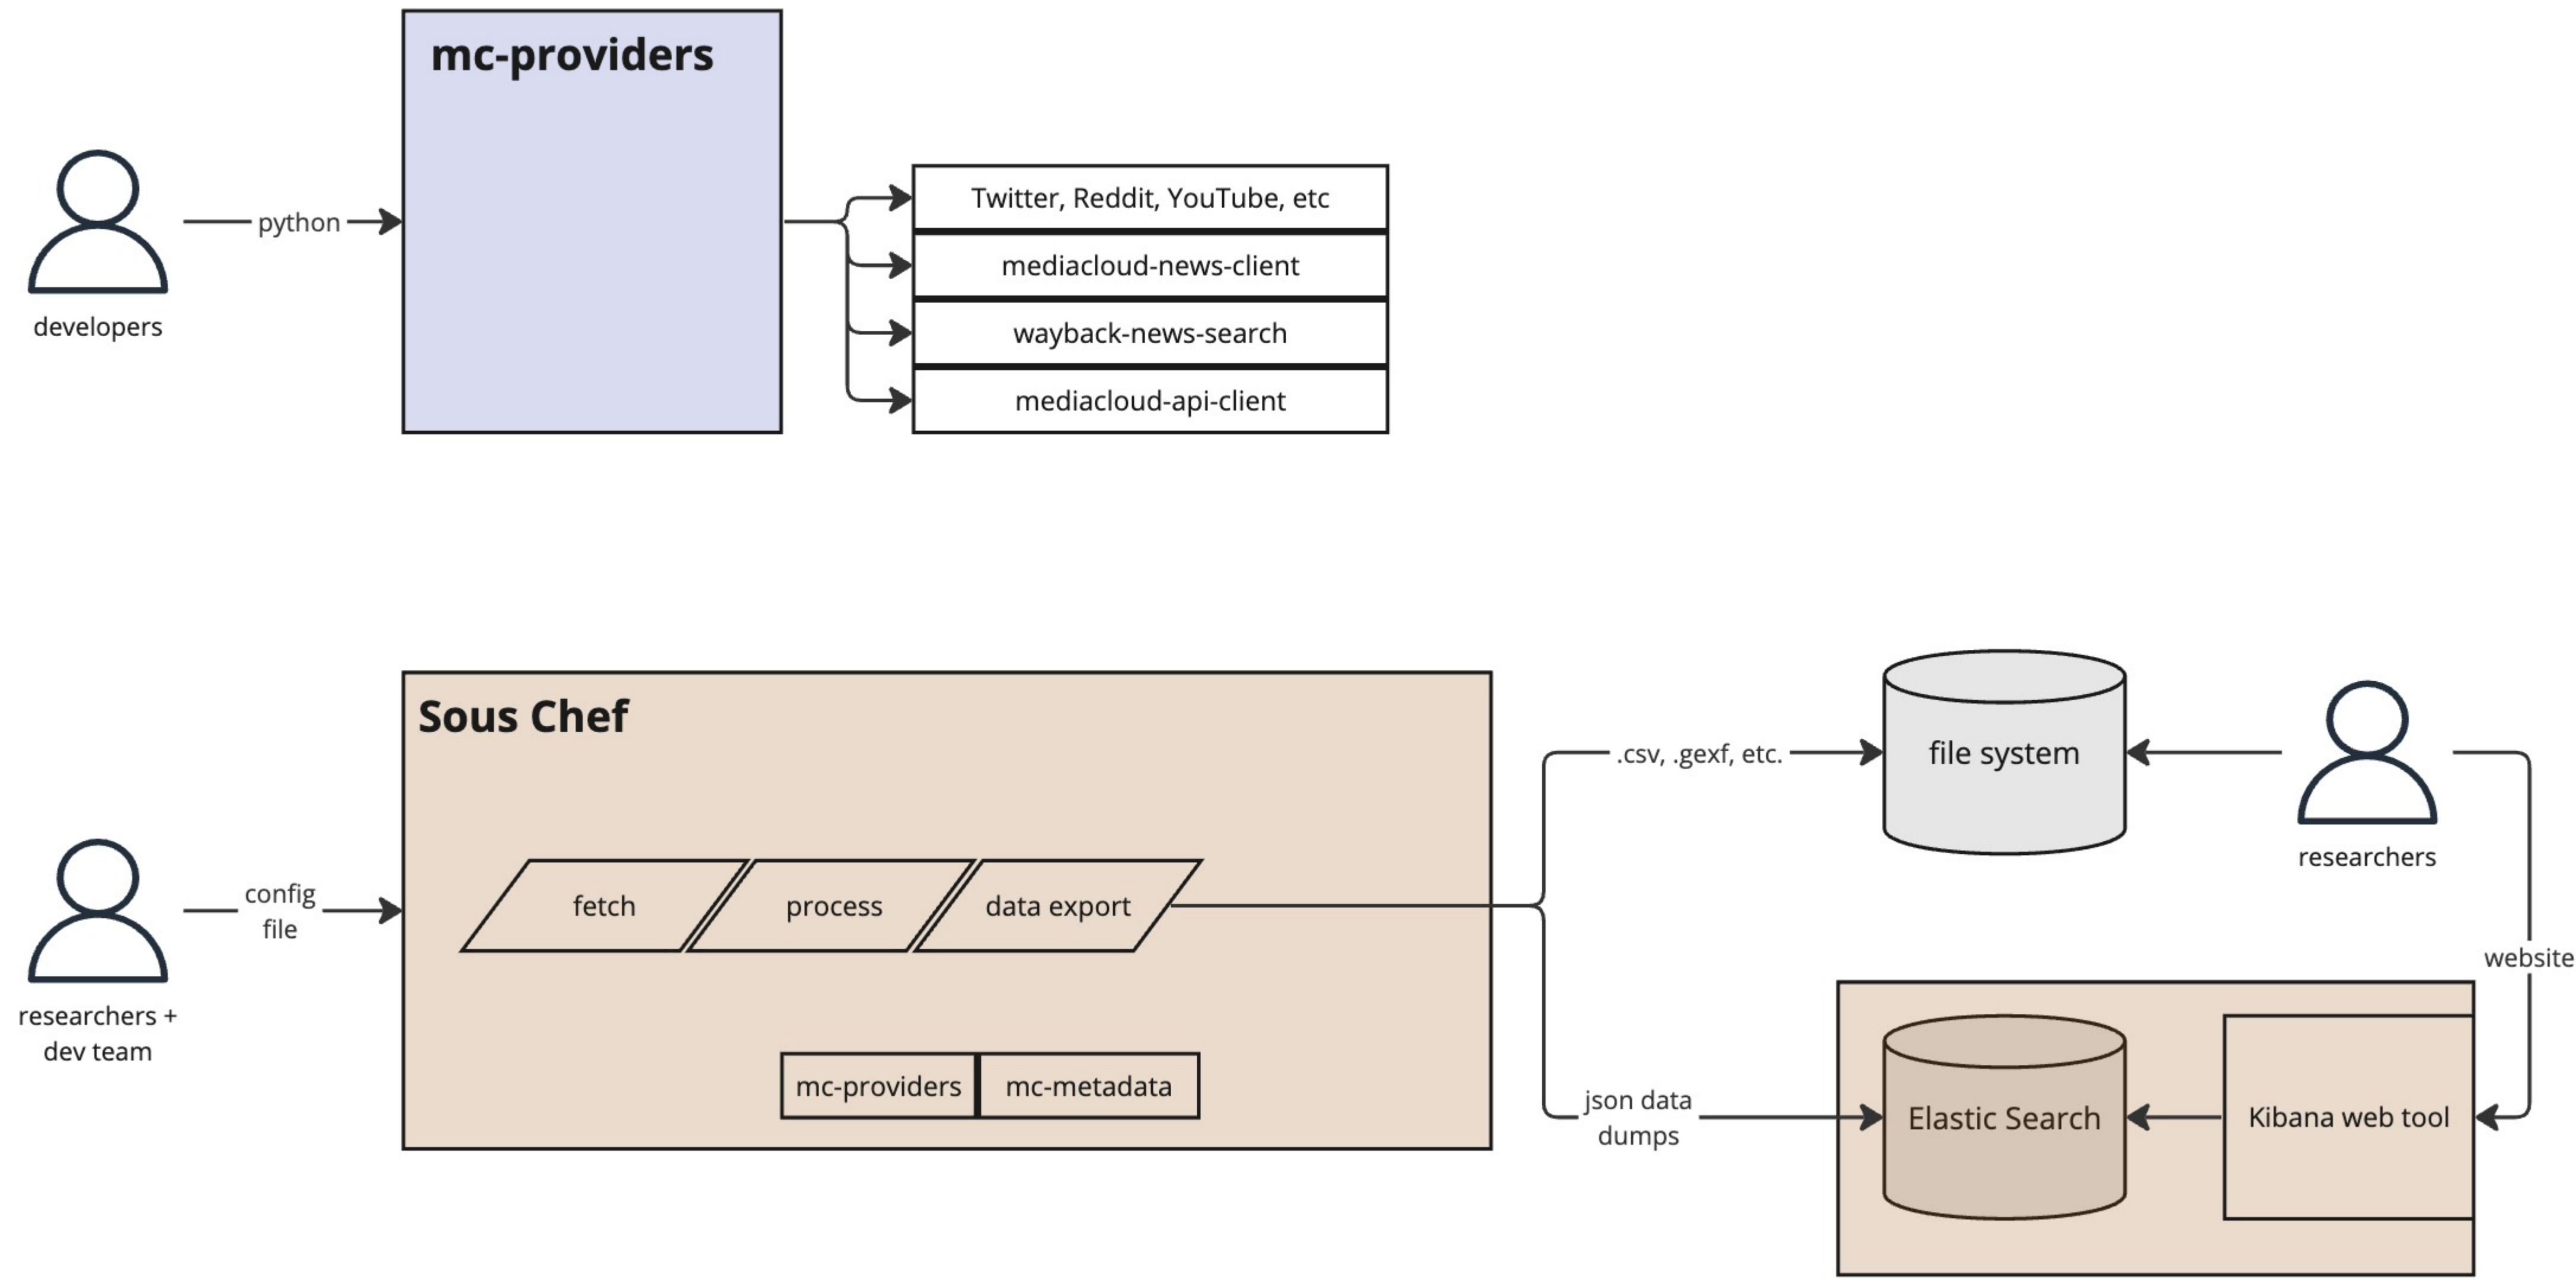 mc-providers
python
developers
Twitter, Reddit, YouTube, etc
mediacloud-news-client
wayback-news-search
mediacloud-api-client
Sous Chef
config
file
researchers +
dev team
fetch
process
data export
mc-providers
mc-metadata
.csv, .gexf, etc.
file system
researchers
website
json data
dumps
Elastic Search
Kibana web tool